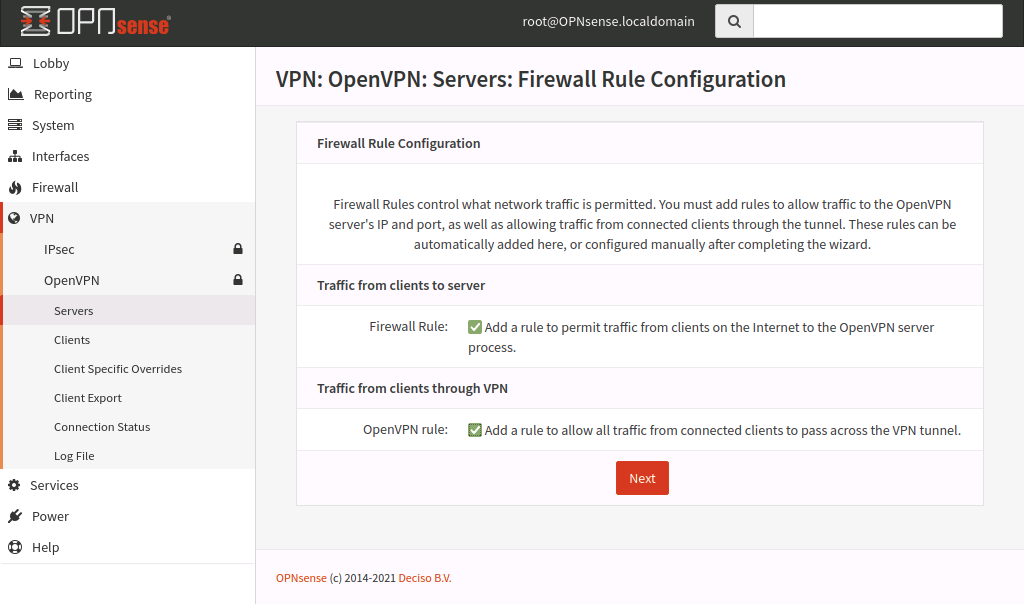 OPNsense
root@OPNsense.localdomain
Lobby
Reporting
System
Interfaces
Firewall
VPN
IPsec
OpenVPN
Servers
Clients
Client Specific Overrides
Client Export
Connection Status
Log File
Services
Power
Help
VPN: OpenVPN: Servers: Firewall Rule Configuration
Firewall Rule Configuration
Firewall Rules control what network traffic is permitted. You must add rules to allow traffic to the OpenVPN
server's IP and port, as well as allowing traffic from connected clients through the tunnel. These rules can be
automatically added here, or configured manually after completing the wizard.
Traffic from clients to server
Firewall Rule: Add a rule to permit traffic from clients on the Internet to the OpenVPN server
process.
Traffic from clients through VPN
OpenVPN rule: Add a rule to allow all traffic from connected clients to pass across the VPN tunnel.
Next
OPNsense (c) 2014-2021 Deciso B.V.